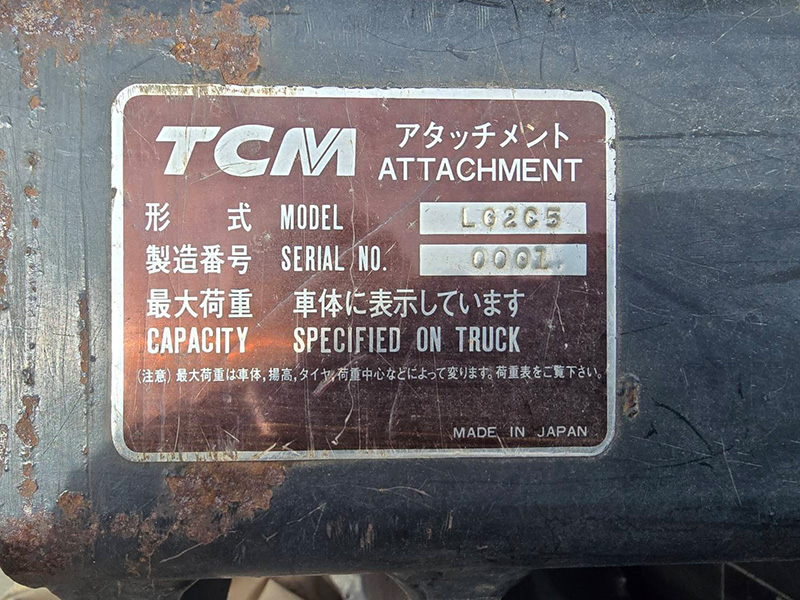 TCM アタッチメント
ATTACHMENT
形 式 MODEL LG2G5
製造番号 SERIAL NO. 0001
最大荷重 車体に表示しています
CAPACITY SPECIFIED ON TRUCK
(注意) 最大荷重は車体,揚高,タイヤ,荷重中心などによって変ります。荷重表をご覧下さい。
MADE IN JAPAN